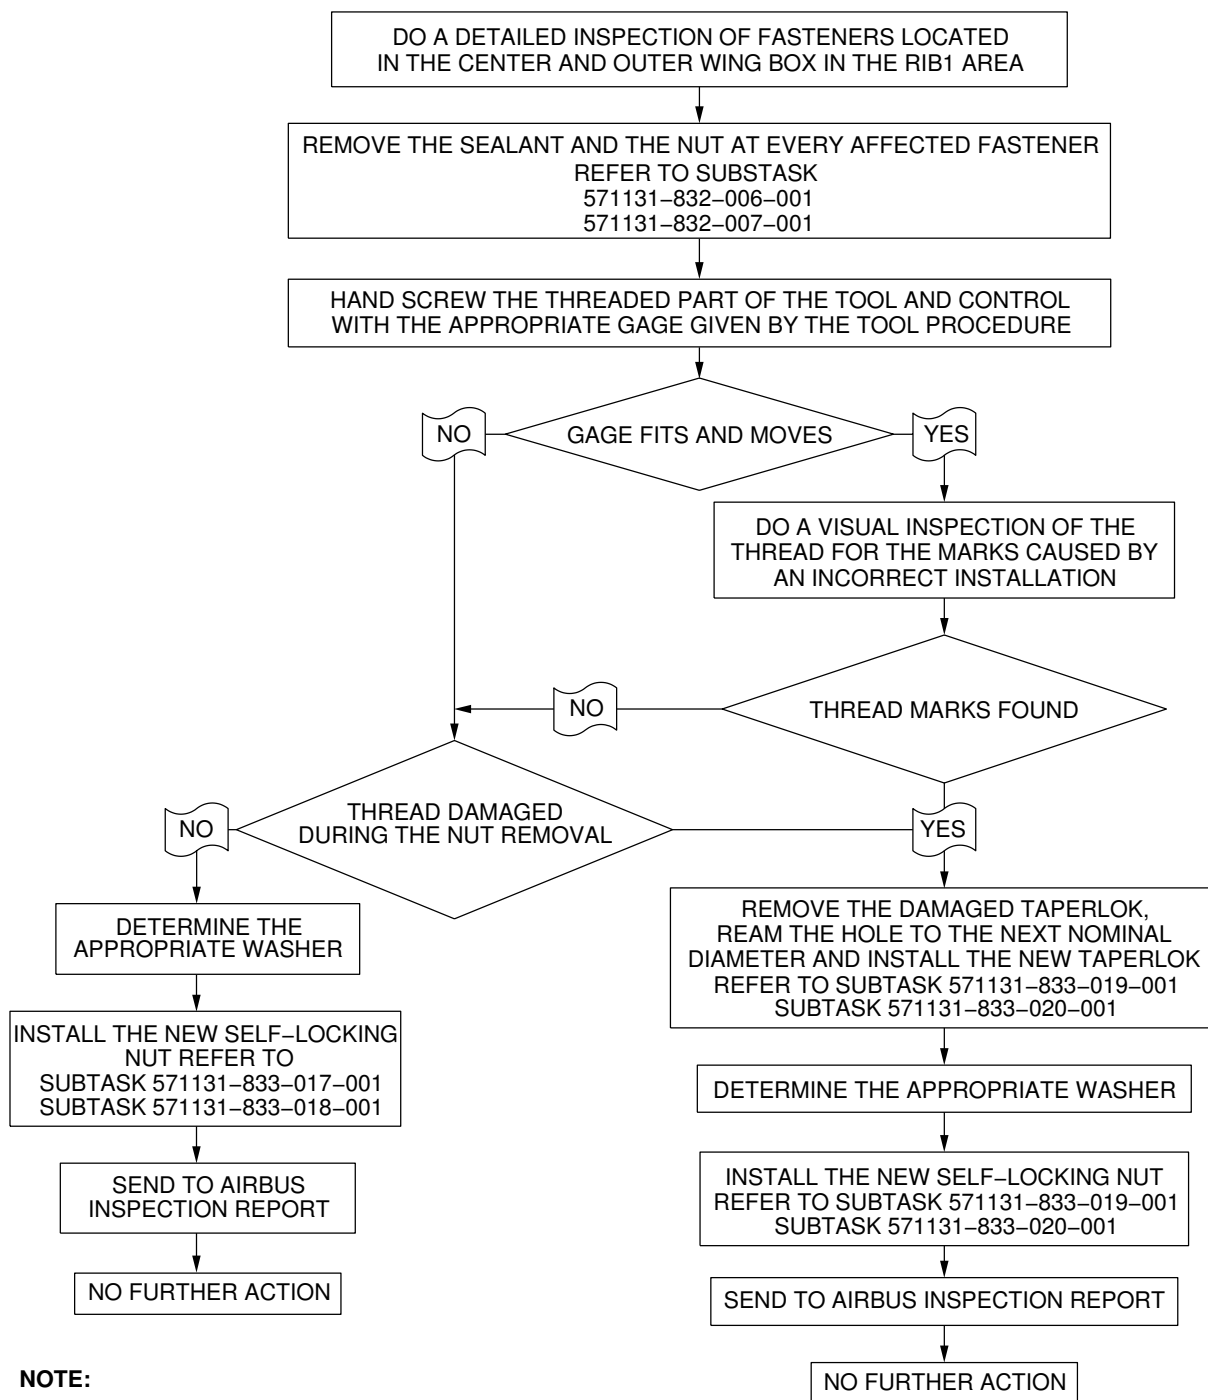 DO A DETAILED INSPECTION OF FASTENERS LOCATED
IN THE CENTER AND OUTER WING BOX IN THE RIB1 AREA
REMOVE THE SEALANT AND THE NUT AT EVERY AFFECTED FASTENER
REFER TO SUBSTASK
571131−832−006−001
571131−832−007−001
HAND SCREW THE THREADED PART OF THE TOOL AND CONTROL
WITH THE APPROPRIATE GAGE GIVEN BY THE TOOL PROCEDURE
NO
GAGE FITS AND MOVES
YES
DO A VISUAL INSPECTION OF THE
THREAD FOR THE MARKS CAUSED BY
AN INCORRECT INSTALLATION
NO
THREAD MARKS FOUND
NO
THREAD DAMAGED
DURING THE NUT REMOVAL
YES
DETERMINE THE
APPROPRIATE WASHER
INSTALL THE NEW SELF−LOCKING
NUT REFER TO
SUBTASK 571131−833−017−001
SUBTASK 571131−833−018−001
SEND TO AIRBUS
INSPECTION REPORT
NO FURTHER ACTION
REMOVE THE DAMAGED TAPERLOK,
REAM THE HOLE TO THE NEXT NOMINAL
DIAMETER AND INSTALL THE NEW TAPERLOK
REFER TO SUBTASK 571131−833−019−001
SUBTASK 571131−833−020−001
DETERMINE THE APPROPRIATE WASHER
INSTALL THE NEW SELF−LOCKING NUT
REFER TO SUBTASK 571131−833−019−001
SUBTASK 571131−833−020−001
SEND TO AIRBUS INSPECTION REPORT
NO FURTHER ACTION
NOTE: